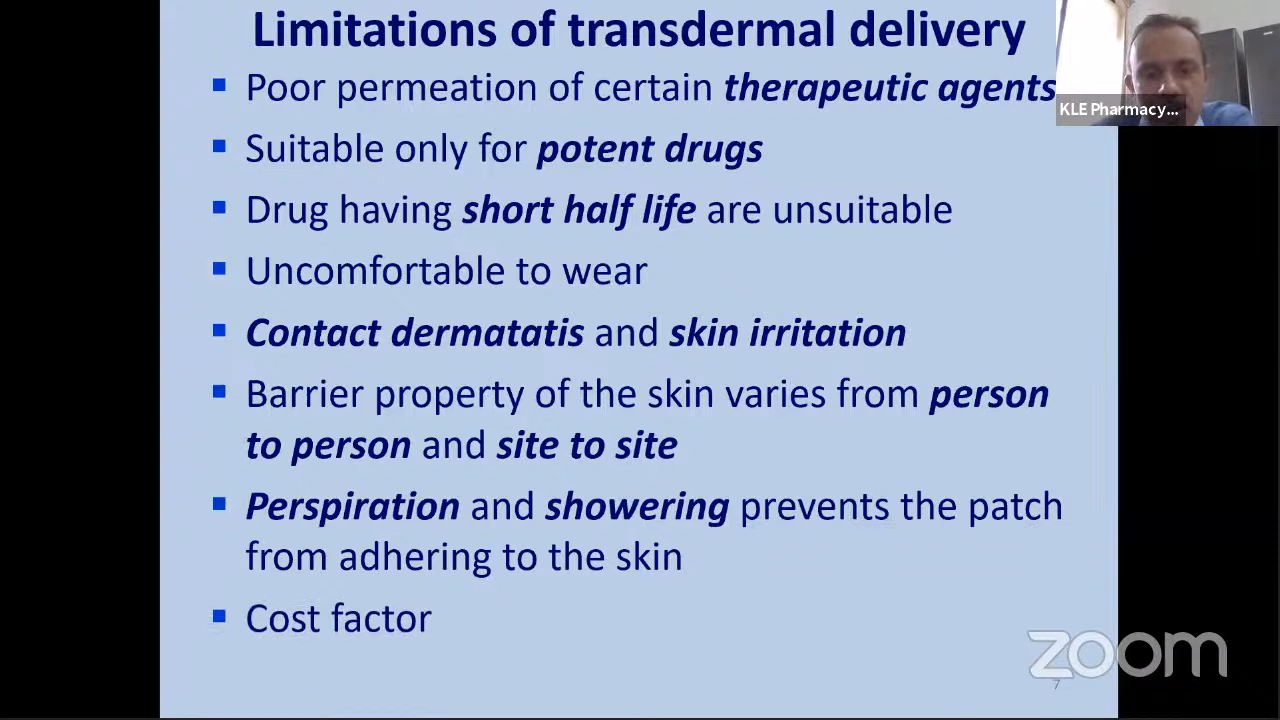 Limitations of transdermal delivery
▪ Poor permeation of certain therapeutic agents
KLE Pharmacy...
▪ Suitable only for potent drugs
▪ Drug having short half life are unsuitable
▪ Uncomfortable to wear
▪ Contact dermatatis and skin irritation
▪ Barrier property of the skin varies from person
to person and site to site
▪ Perspiration and showering prevents the patch
from adhering to the skin
▪ Cost factor
zoom
7